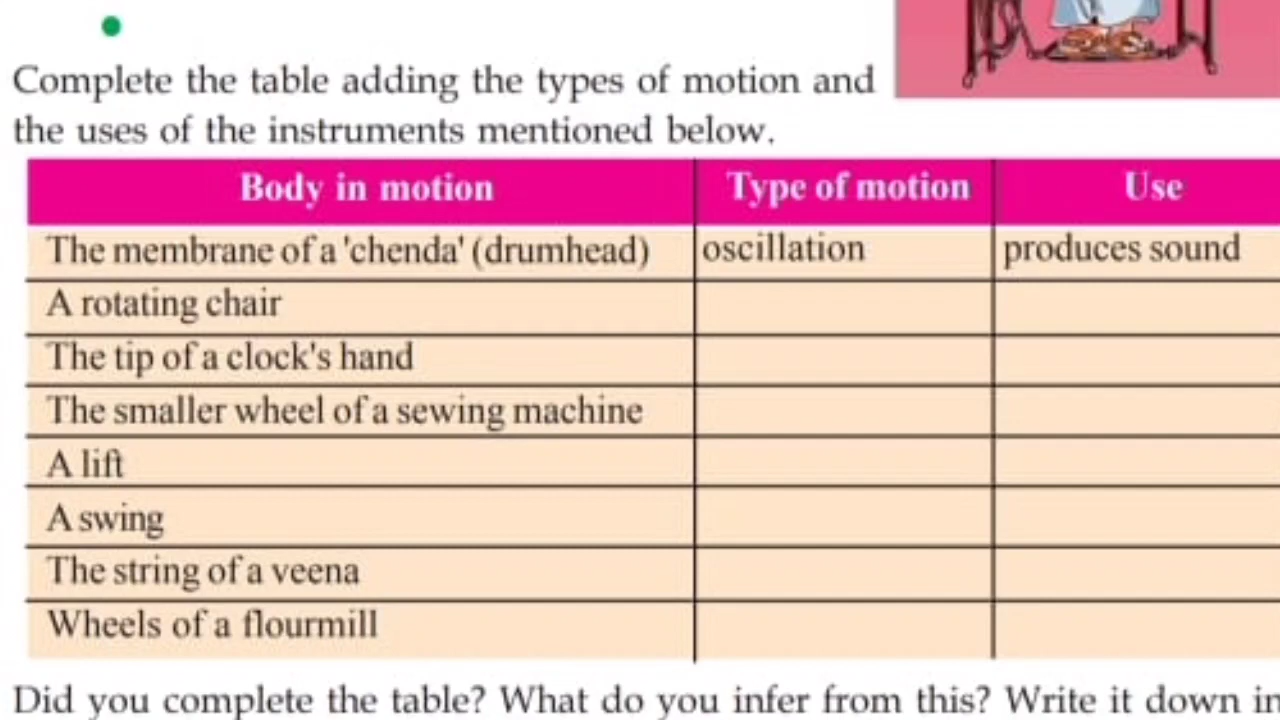 Complete the table adding the types of motion and
the uses of the instruments mentioned below.
Body in motion Type of motion Use
The membrane of a 'chenda' (drumhead) oscillation produces sound
A rotating chair
The tip of a clock's hand
The smaller wheel of a sewing machine
A lift
A swing
The string of a veena
Wheels of a flourmill
Did you complete the table? What do you infer from this? Write it down in